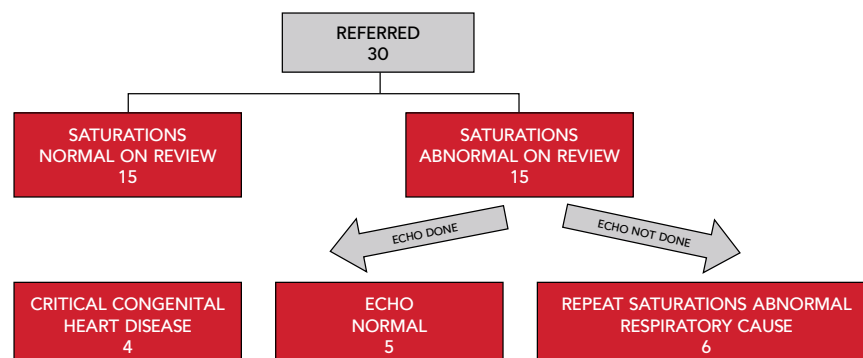 REFERRED
30
SATURATIONS
NORMAL ON REVIEW
15
SATURATIONS
ABNORMAL ON REVIEW
15
ECHO DONE
ECHO NOT DONE
CRITICAL CONGENITAL
HEART DISEASE
4
ECHO
NORMAL
5
REPEAT SATURATIONS ABNORMAL
RESPIRATORY CAUSE
6